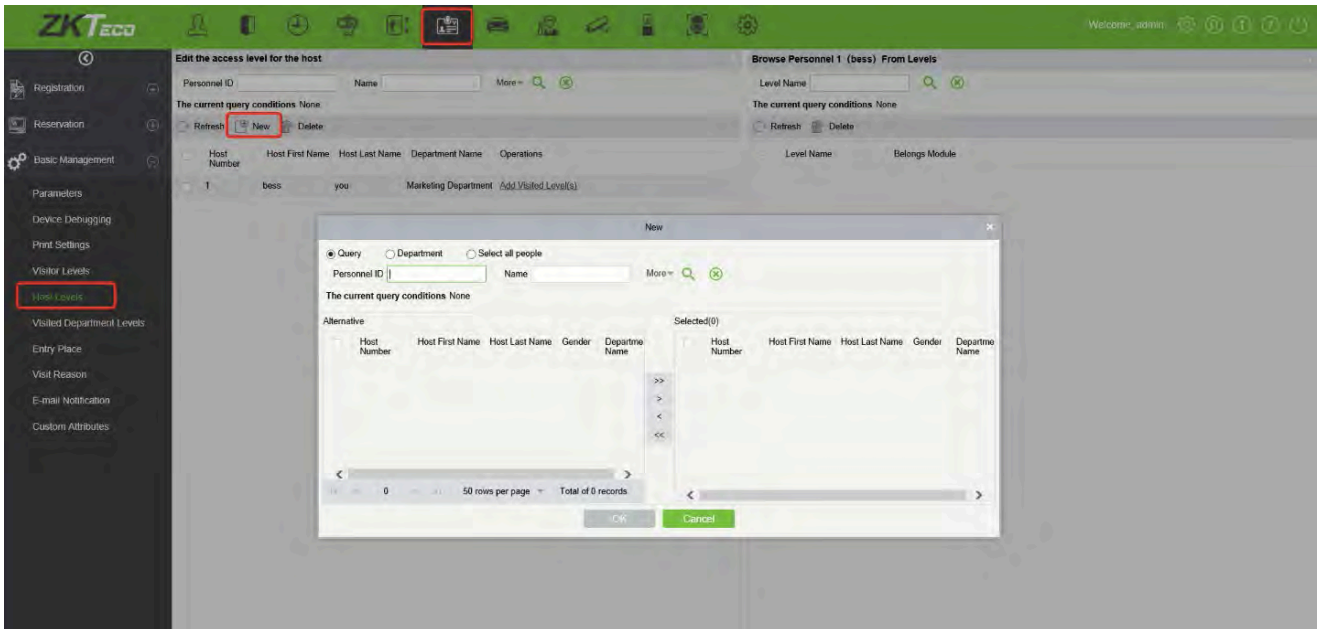 ZKTeco
Welcome, admin
Registration
Reservation
Basic Management
Parameters
Device Debugging
Print Settings
Visitor Levels
Host Levels
Visited Department Levels
Entry Place
Visit Reason
E-mail Notification
Custom Attributes
Edit the access level for the host
Personnel ID Name More
The current query conditions None
Refresh New Delete
Host Number Host First Name Host Last Name Department Name Operations
1 bess you Marketing Department Add Visited Level(s)
Browse Personnel 1 (bess) From Levels
Level Name
The current query conditions None
Refresh Delete
Level Name Belongs Module
New
Query Department Select all people
Personnel ID Name More
The current query conditions None
Alternative
Host Number Host First Name Host Last Name Gender Departme Name
0 50 rows per page Total of 0 records
>>
>
<
<<
Selected(0)
Host Number Host First Name Host Last Name Gender Departme Name
OK Cancel